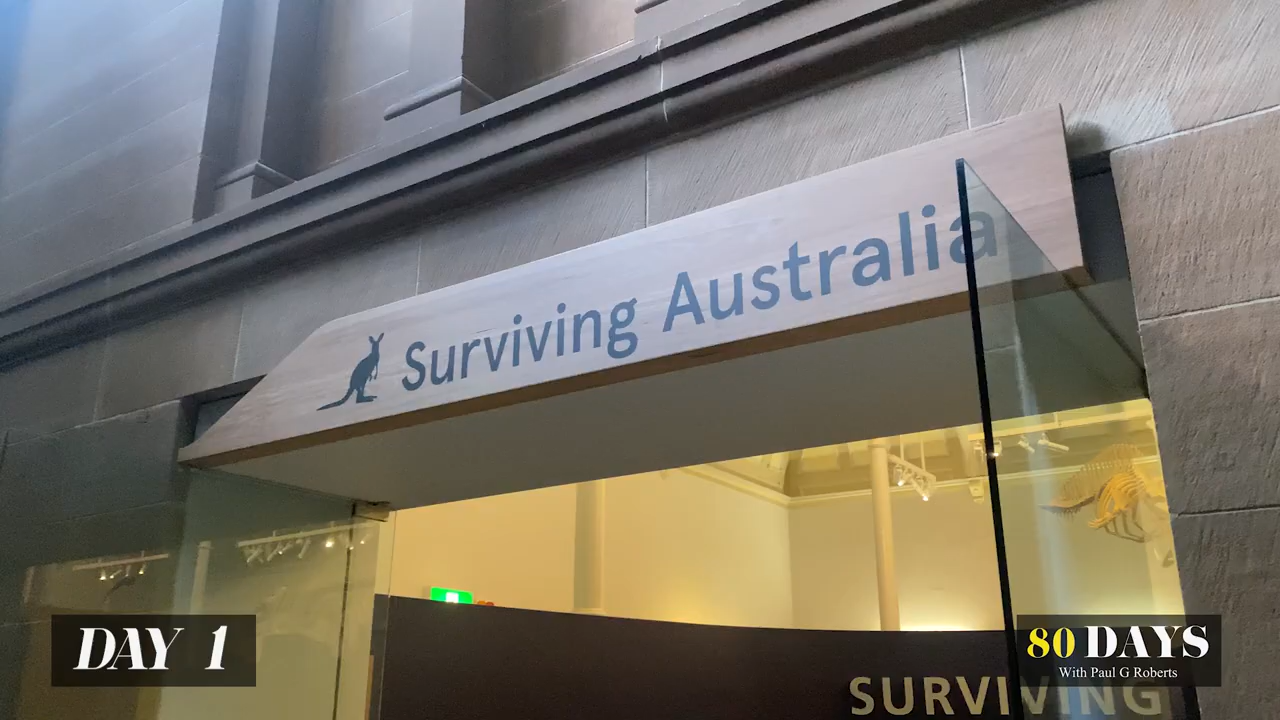 Surviving Australia
SURVIVING
DAY 1
80 DAYS
With Paul G Roberts